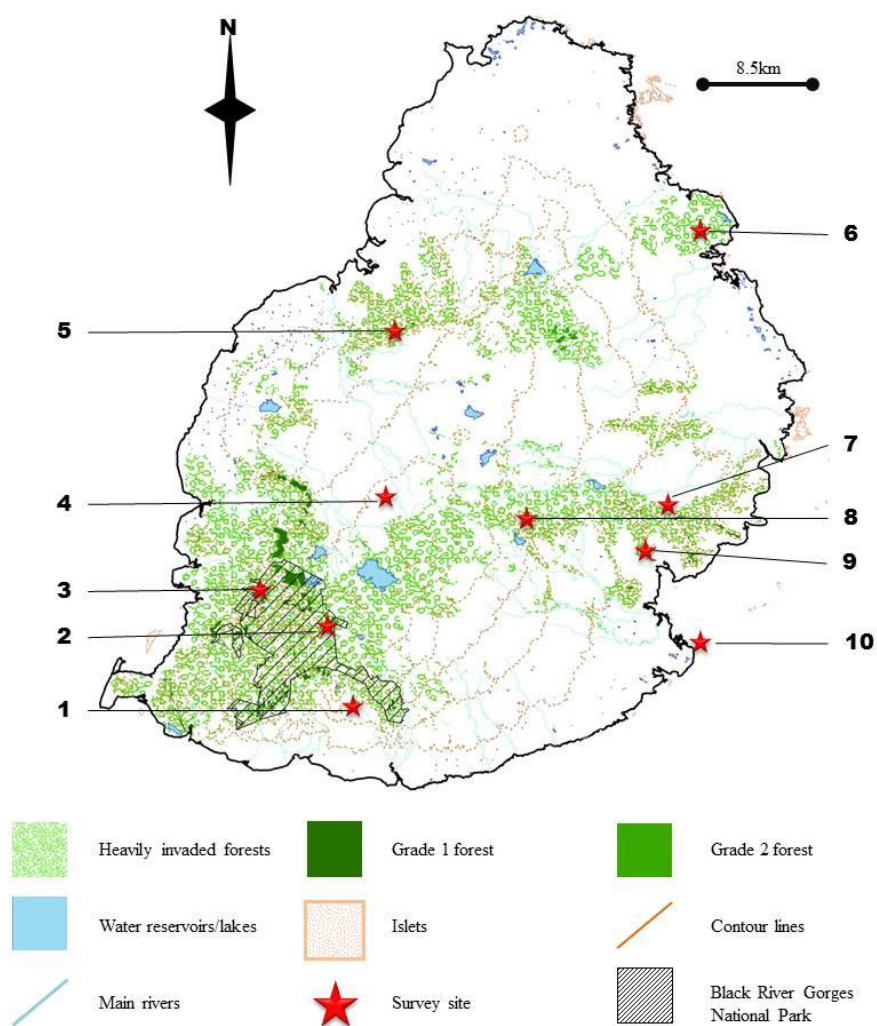 N
8.5km
6
5
7
4
8
9
3
2
10
1
Heavily invaded forests
Grade 1 forest
Grade 2 forest
Water reservoirs/lakes
Islets
Contour lines
Main rivers
Survey site
Black River Gorges
National Park